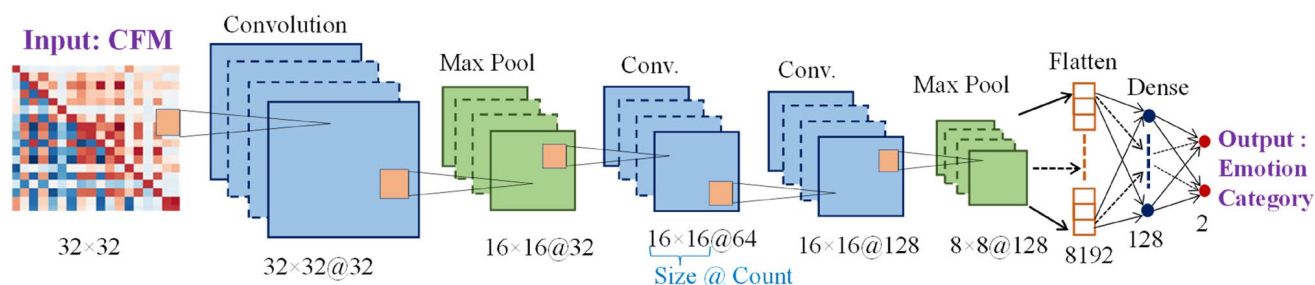 Input: CFM
32×32
Convolution
32×32@32
Max Pool
16×16@32
Conv.
16×16@64
Size @ Count
Conv.
16×16@128
Max Pool
8×8@128
Flatten
8192
Dense
128
2
Output :
Emotion
Category